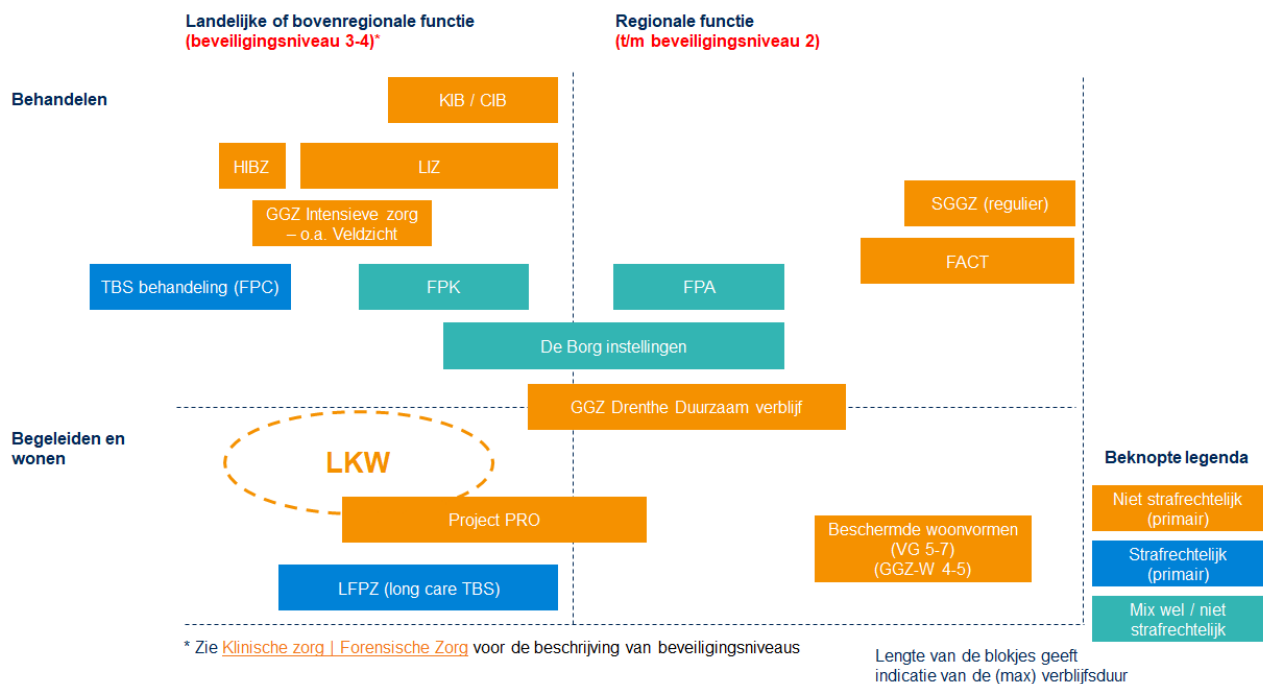 Landelijke of bovenregionale functie
(beveiligingsniveau 3-4)*
Regionale functie
(t/m beveiligingsniveau 2)
Behandelen
KIB / CIB
HIBZ
LIZ
GGZ Intensieve zorg
– o.a. Veldzicht
SGGZ (regulier)
FACT
TBS behandeling (FPC)
FPK
FPA
De Borg instellingen
GGZ Drenthe Duurzaam verblijf
Begeleiden en
wonen
LKW
Project PRO
Beschermde woonvormen
(VG 5-7)
(GGZ-W 4-5)
LFPZ (long care TBS)
Beknopte legenda
Niet strafrechtelijk
(primair)
Strafrechtelijk
(primair)
Mix wel / niet
strafrechtelijk
* Zie Klinische zorg | Forensische Zorg voor de beschrijving van beveiligingsniveaus
Lengte van de blokjes geeft
indicatie van de (max) verblijfsduur